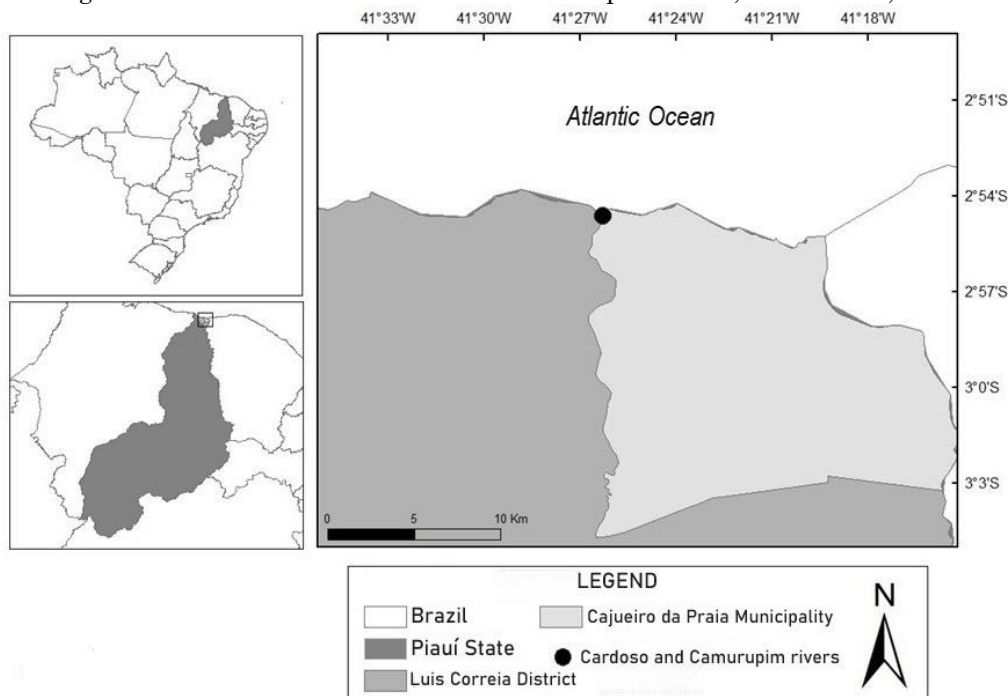 41°33'W 41°30'W 41°27'W 41°24'W 41°21'W 41°18'W
Atlantic Ocean
2°51'S
2°54'S
2°57'S
3°0'S
3°3'S
0 5 10 Km
LEGEND
Brazil
Piauí State
Luis Correia District
Cajueiro da Praia Municipality
Cardoso and Camurupim rivers
N